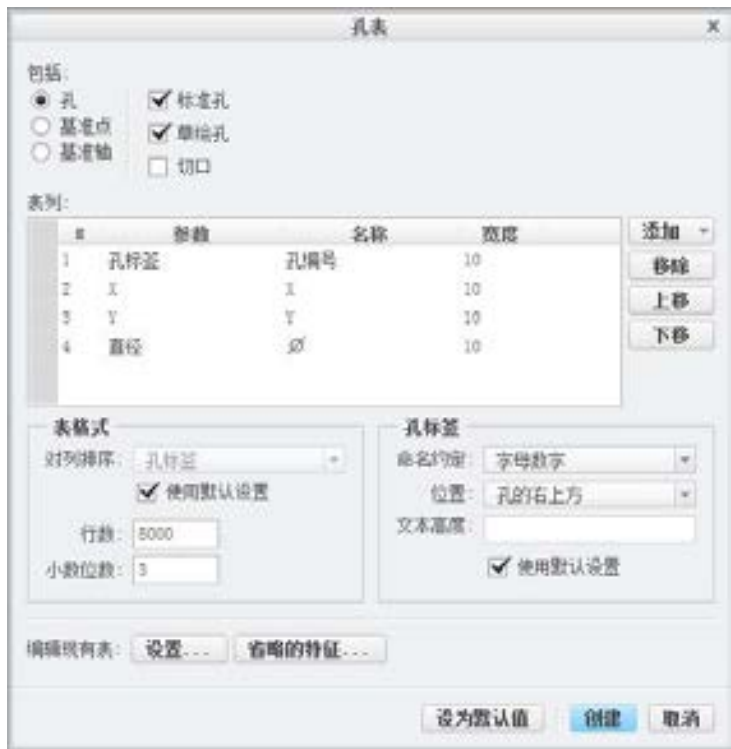 孔表
包括:
孔
标准孔
基准点
草绘孔
基准轴
切口
表列:
# 参数 名称 宽度
1 孔标签 孔编号 10
2 X X 10
3 Y Y 10
4 直径 Ø 10
添加
移除
上移
下移
表格式
对列排序: 孔标签
使用默认设置
行数: 5000
小数位数: 3
孔标签
命名约定: 字母数字
位置: 孔的右上方
文本高度:
使用默认设置
编辑现有表: 设置... 省略的特征...
设为默认值 创建 取消